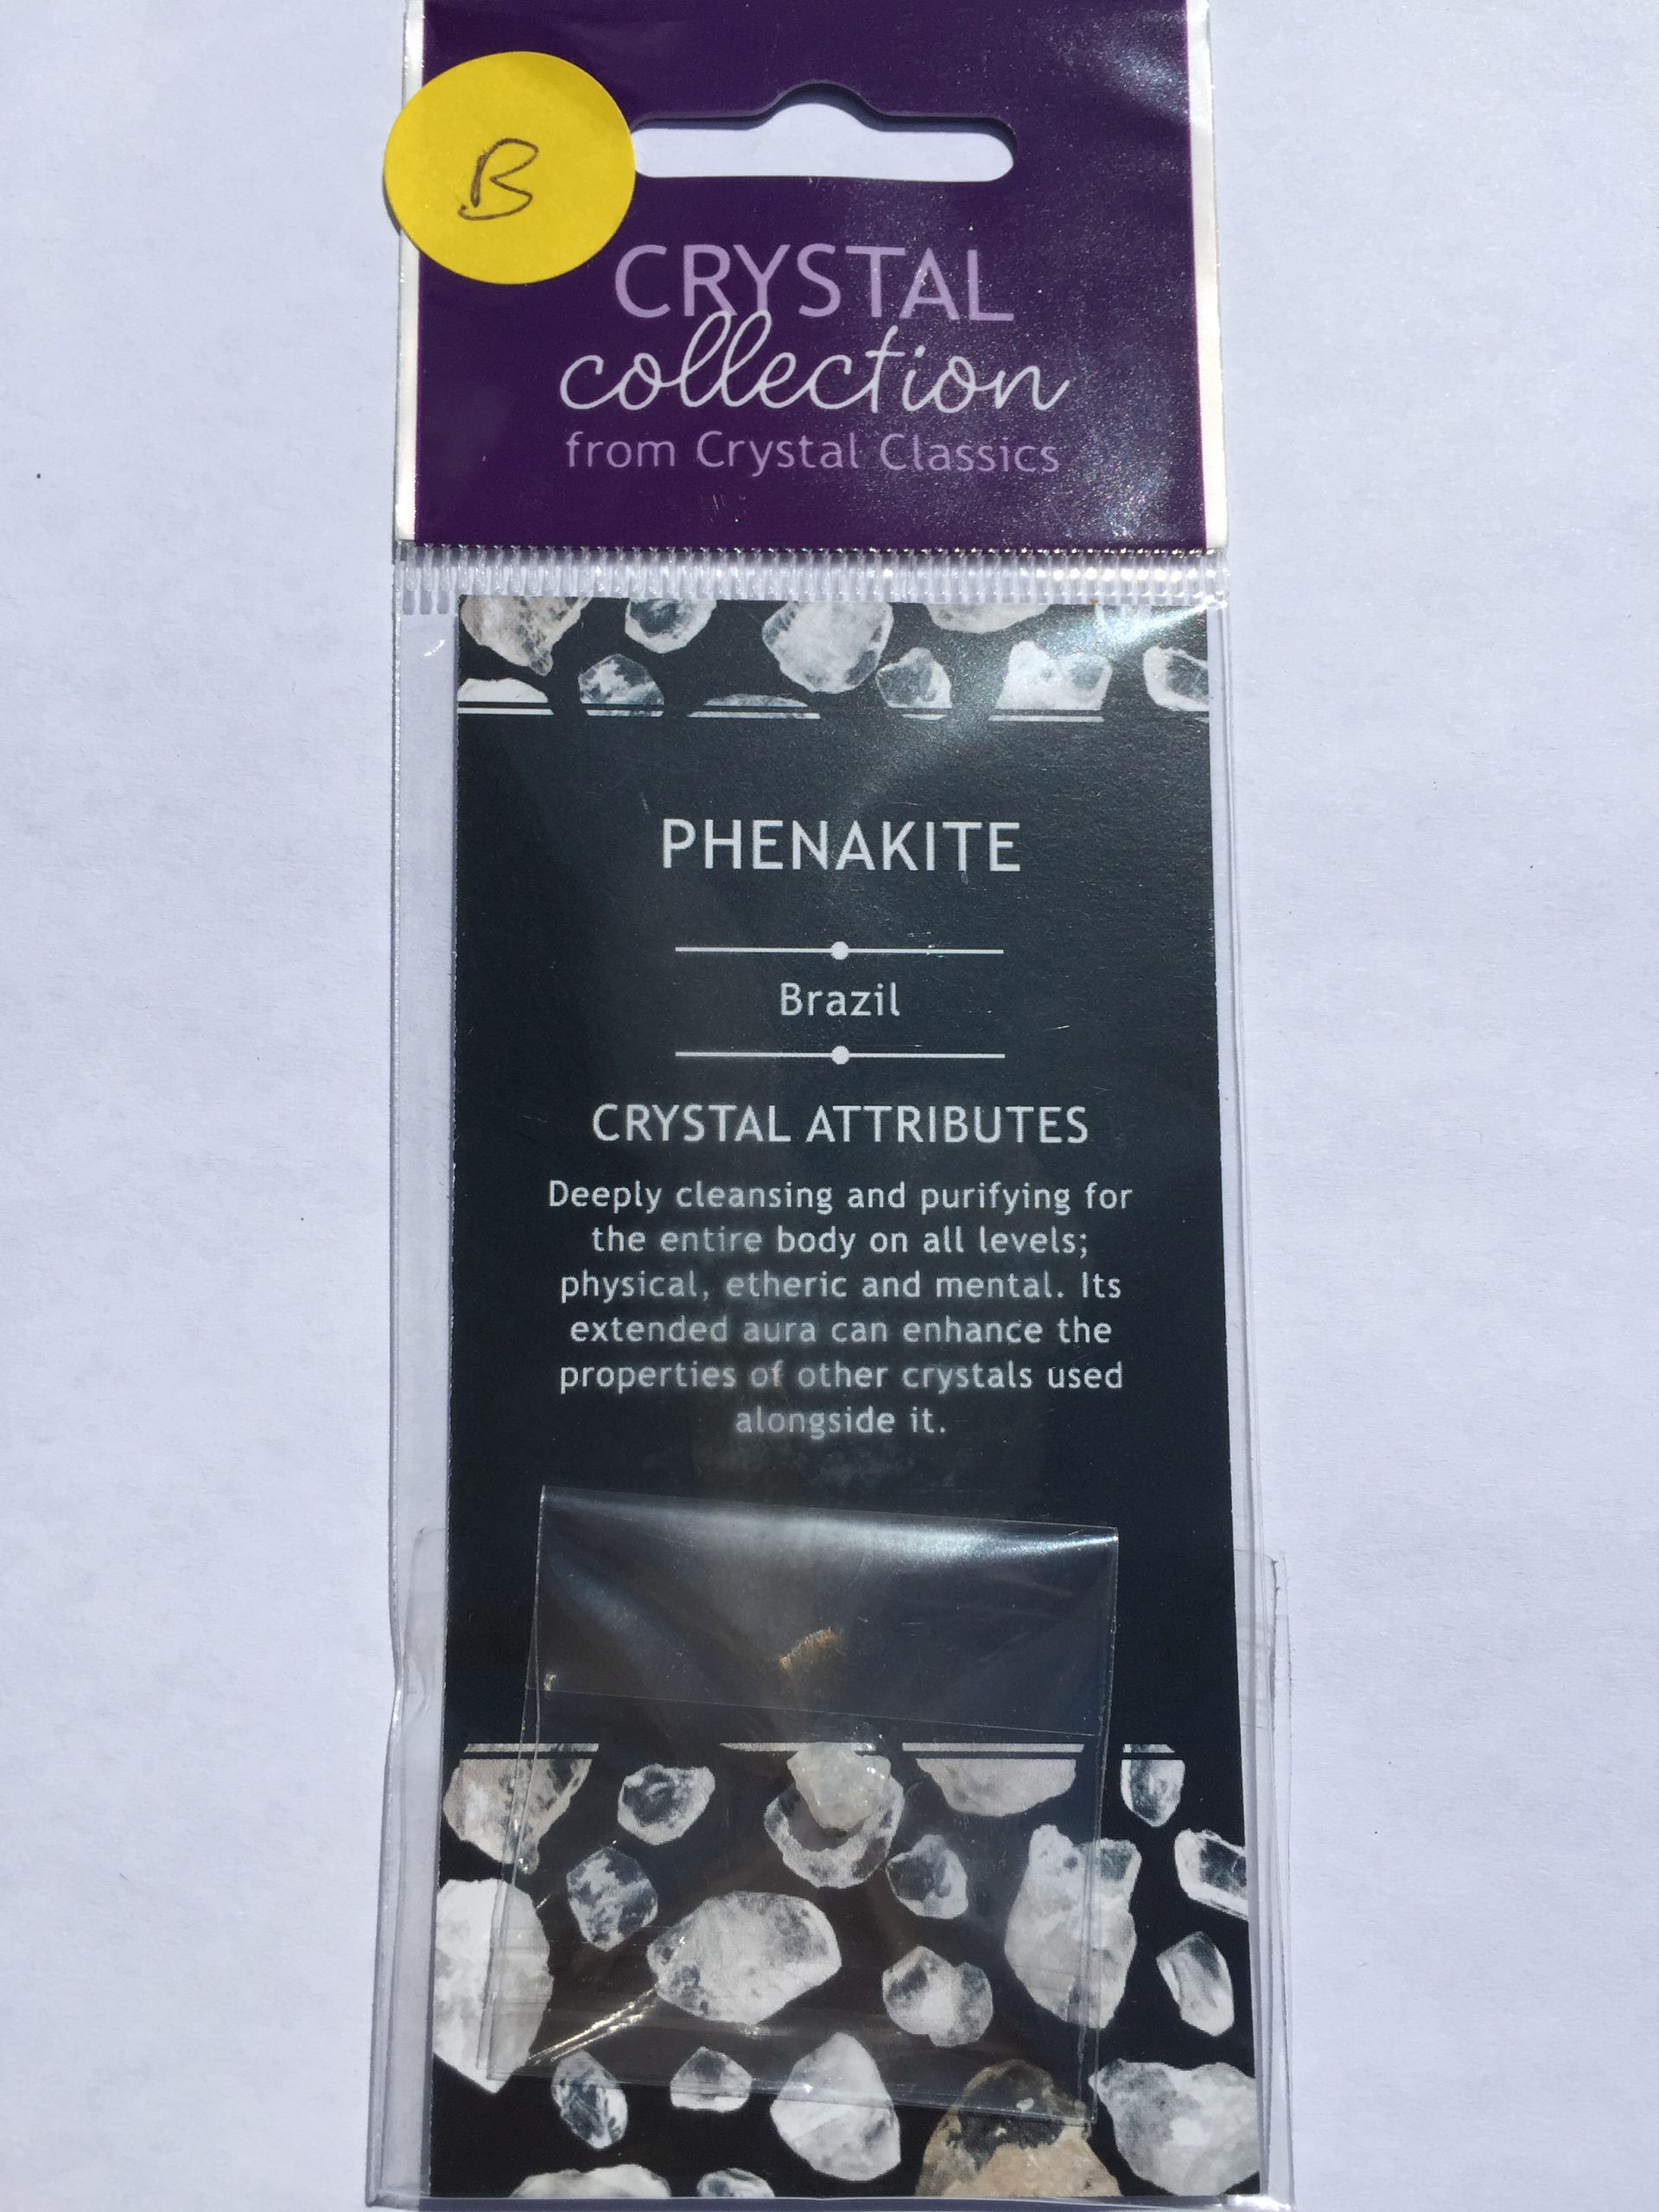 B
CRYSTAL
collection
from Crystal Classics
PHENAKITE
Brazil
CRYSTAL ATTRIBUTES
Deeply cleansing and purifying for
the entire body on all levels;
physical, etheric and mental. Its
extended aura can enhance the
properties of other crystals used
alongside it.